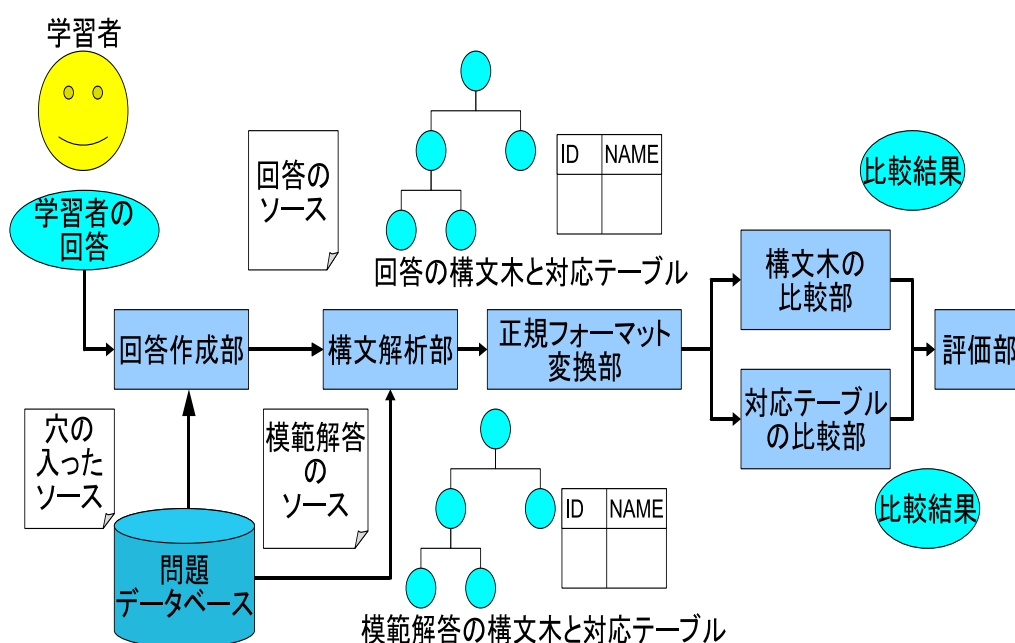 学習者
学習者の
回答
回答の
ソース
ID NAME
回答の構文木と対応テーブル
比較結果
回答作成部
構文解析部
正規フォーマット
変換部
構文木の
比較部
対応テーブル
の比較部
評価部
穴の
入った
ソース
模範解答
の
ソース
ID NAME
比較結果
問題
データベース
模範解答の構文木と対応テーブル